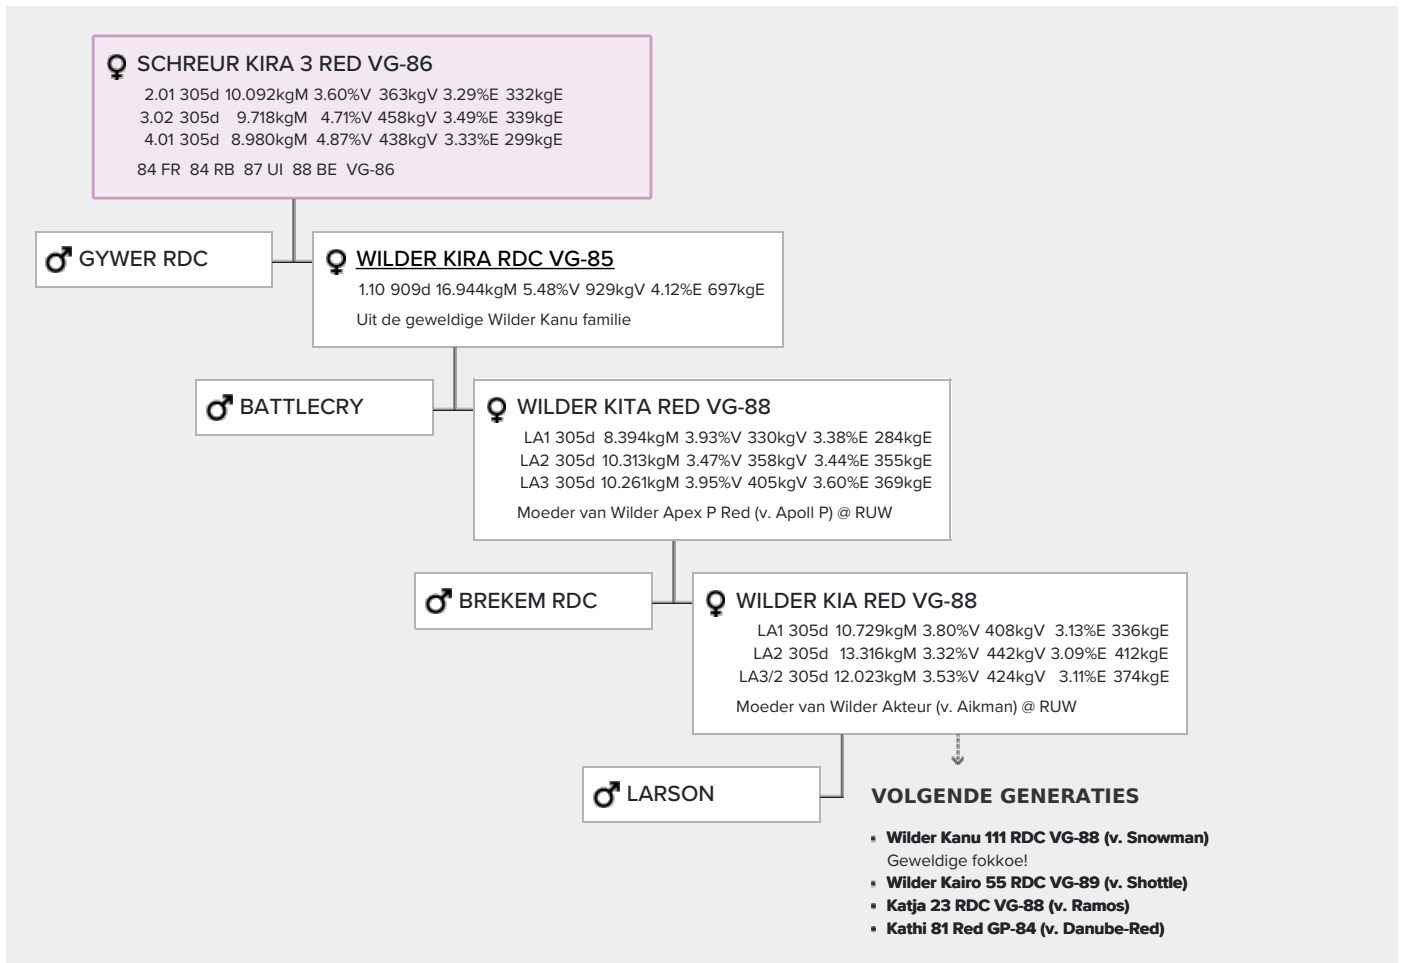 SCHREUR KIRA 3 RED VG-86
2.01 305d 10.092kgM 3.60%V 363kgV 3.29%E 332kgE
3.02 305d 9.718kgM 4.71%V 458kgV 3.49%E 339kgE
4.01 305d 8.980kgM 4.87%V 438kgV 3.33%E 299kgE
84 FR 84 RB 87 UI 88 BE VG-86
GYWER RDC
WILDER KIRA RDC VG-85
1.10 909d 16.944kgM 5.48%V 929kgV 4.12%E 697kgE
Uit de geweldige Wilder Kanu familie
BATTLECRY
WILDER KITA RED VG-88
LA1 305d 8.394kgM 3.93%V 330kgV 3.38%E 284kgE
LA2 305d 10.313kgM 3.47%V 358kgV 3.44%E 355kgE
LA3 305d 10.261kgM 3.95%V 405kgV 3.60%E 369kgE
Moeder van Wilder Apex P Red (v. Apoll P) @ RUW
BREKEM RDC
WILDER KIA RED VG-88
LA1 305d 10.729kgM 3.80%V 408kgV 3.13%E 336kgE
LA2 305d 13.316kgM 3.32%V 442kgV 3.09%E 412kgE
LA3/2 305d 12.023kgM 3.53%V 424kgV 3.11%E 374kgE
Moeder van Wilder Akteur (v. Aikman) @ RUW
LARSON
VOLGENDE GENERATIES
Wilder Kanu 111 RDC VG-88 (v. Snowman)
Geweldige fokkoe!
Wilder Kairo 55 RDC VG-89 (v. Shottle)
Katja 23 RDC VG-88 (v. Ramos)
Kathi 81 Red GP-84 (v. Danube-Red)